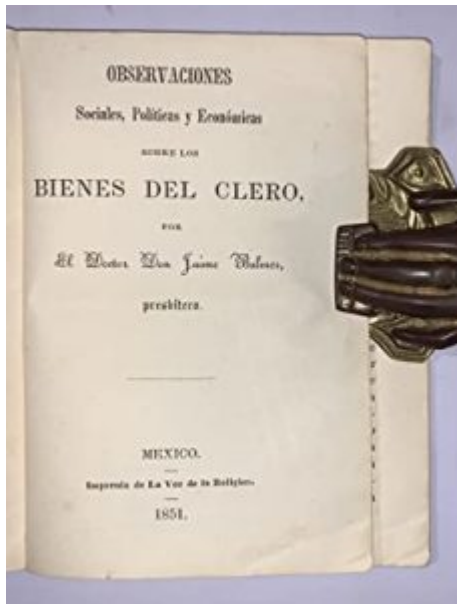 OBSERVACIONES
Sociales, Políticas y Económicas
SOBRE LOS
BIENES DEL CLERO,
POR
El Doctor Don Jaime Balmes,
presbítero.
MEXICO.
Imprenta de La Voz de la Religion.
1851.